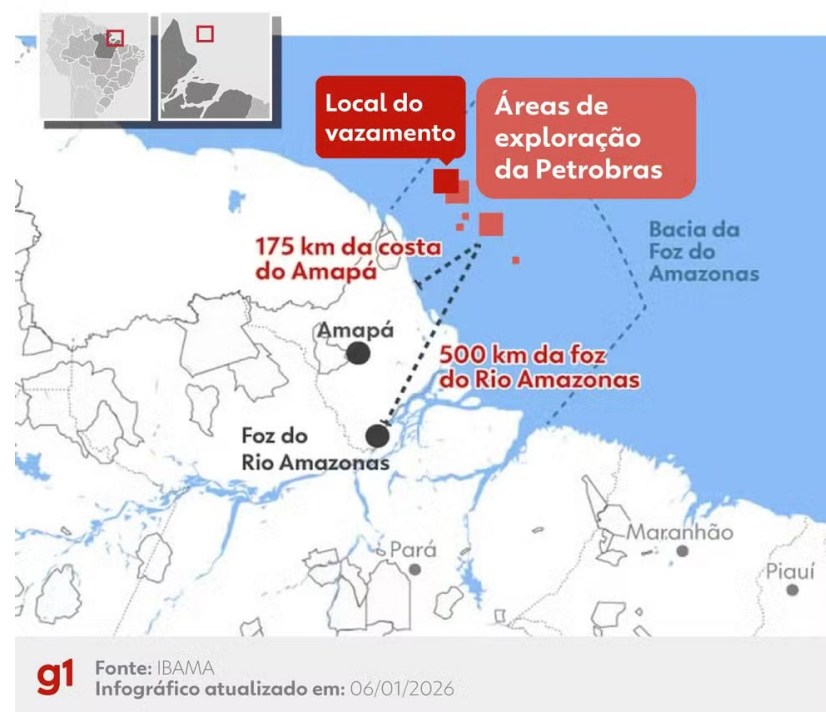 Local do
vazamento
Áreas de
exploração
da Petrobras
175 km da costa
do Amapá
Bacia da
Foz do
Amazonas
Amapá
500 km da foz
do Rio Amazonas
Foz do
Rio Amazonas
Pará
Maranhão
Piauí
g1
Fonte: IBAMA
Infográfico atualizado em: 06/01/2026